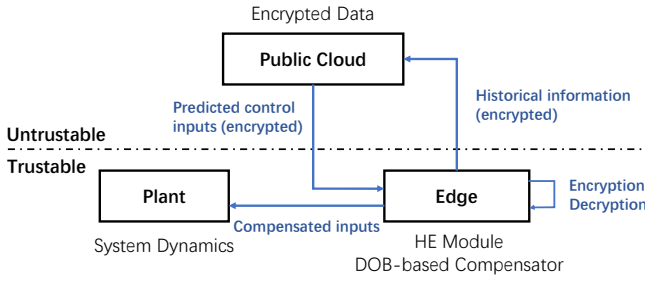 Encrypted Data
Public Cloud
Predicted control
inputs (encrypted)
Historical information
(encrypted)
Untrustable
Trustable
Plant
Edge
Encryption
Decryption
Compensated inputs
System Dynamics
HE Module
DOB-based Compensator